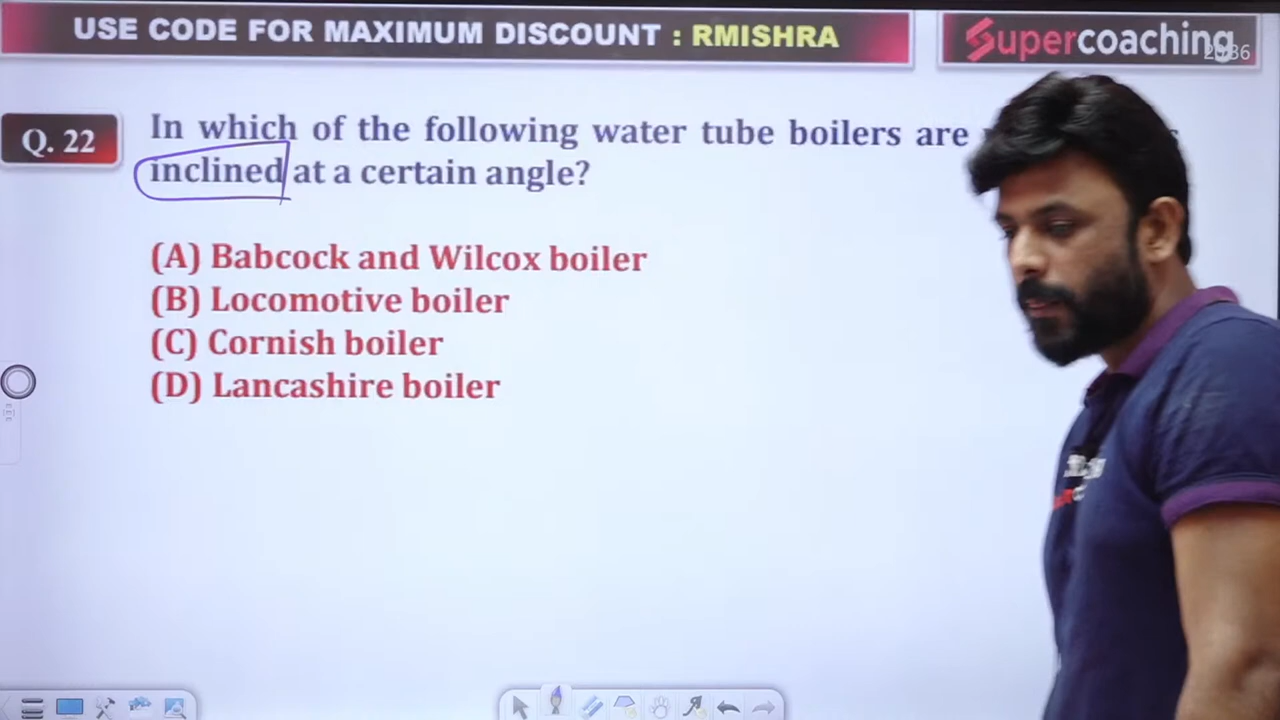 USE CODE FOR MAXIMUM DISCOUNT : RMISHRA
Supercoaching
Q. 22
In which of the following water tube boilers are
inclined at a certain angle?
(A) Babcock and Wilcox boiler
(B) Locomotive boiler
(C) Cornish boiler
(D) Lancashire boiler